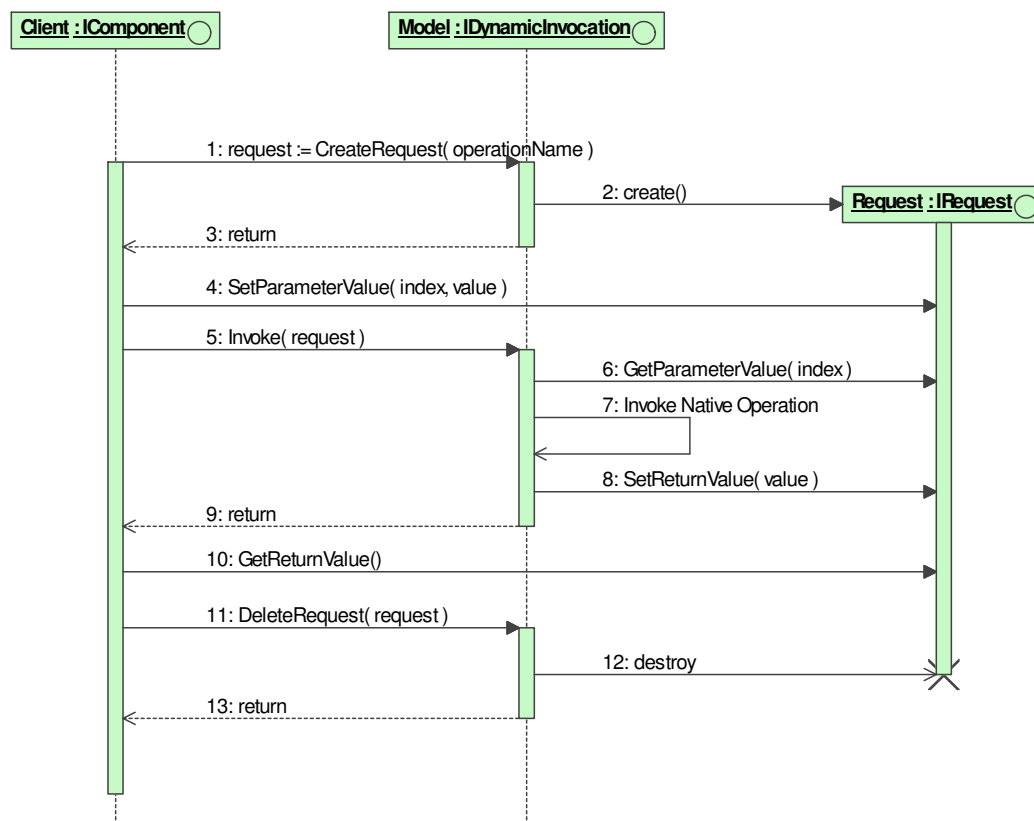 Client : IComponent
Model : IDynamicInvocation
1: request := CreateRequest( operationName )
2: create()
Request : IRequest
3: return
4: SetParameterValue( index, value )
5: Invoke( request )
6: GetParameterValue( index )
7: Invoke Native Operation
8: SetReturnValue( value )
9: return
10: GetReturnValue()
11: DeleteRequest( request )
12: destroy
13: return